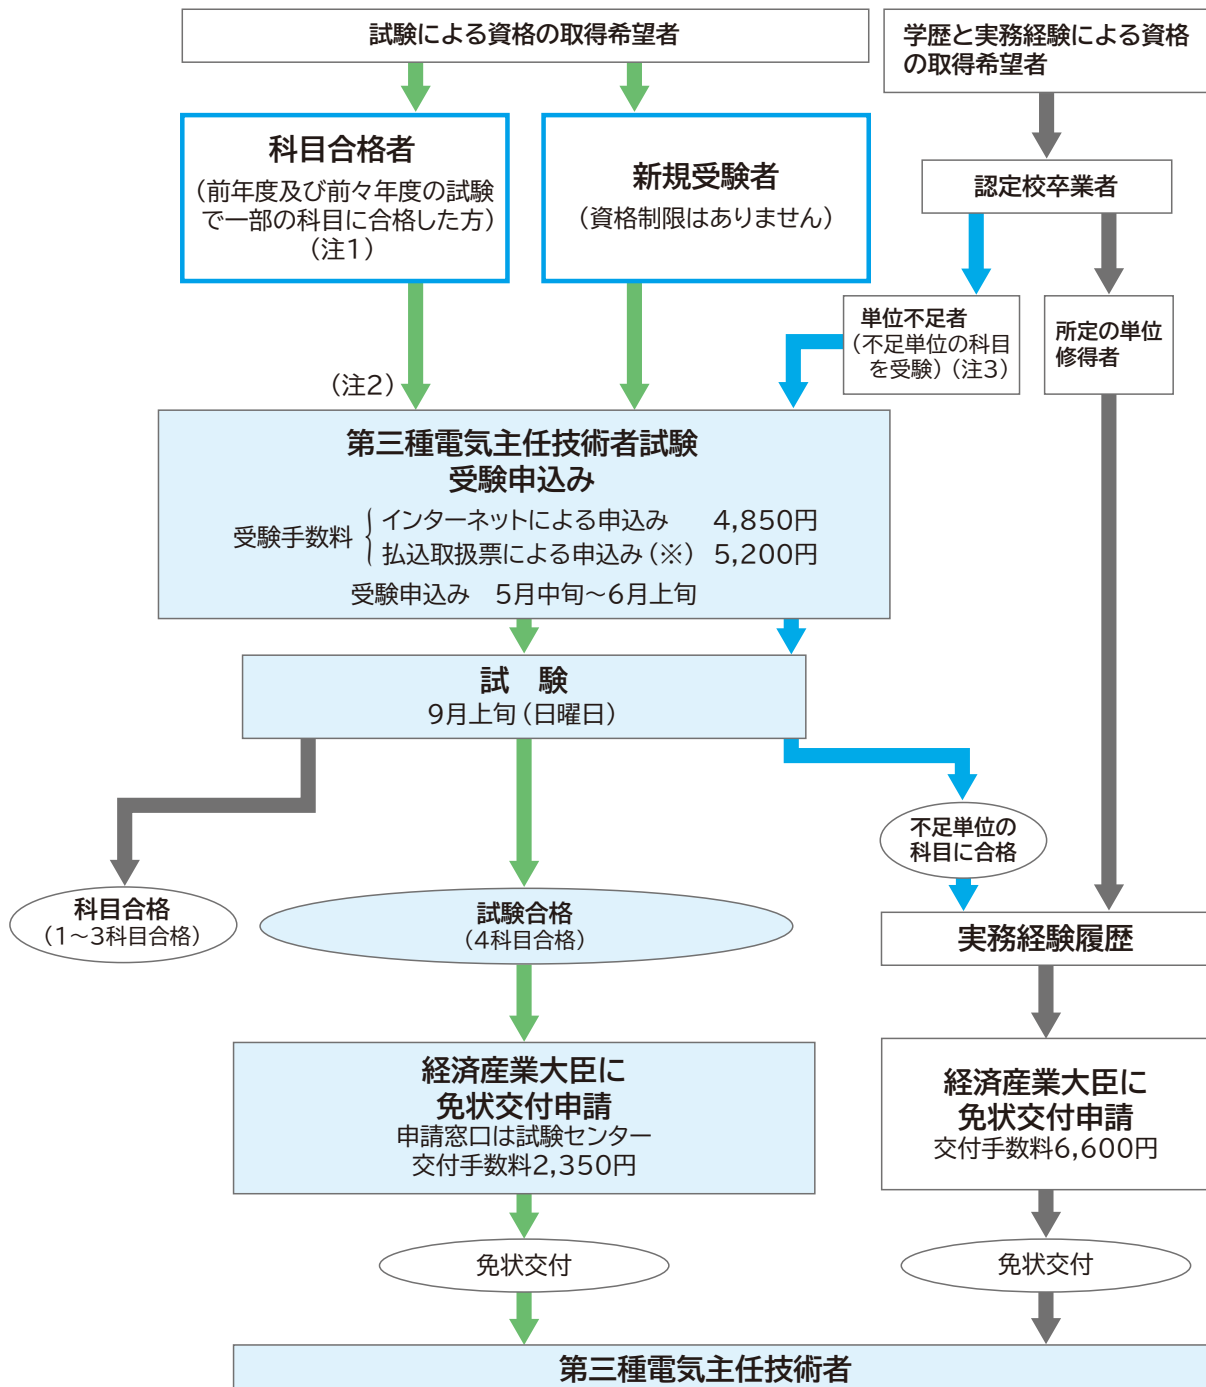 試験による資格の取得希望者
学歴と実務経験による資格
の取得希望者
科目合格者
(前年度及び前々年度の試験
で一部の科目に合格した方)
(注1)
新規受験者
(資格制限はありません)
認定校卒業者
単位不足者
(不足単位の科目
を受験)(注3)
所定の単位
修得者
(注2)
第三種電気主任技術者試験
受験申込み
受験手数料
インターネットによる申込み 4,850円
払込取扱票による申込み(※) 5,200円
受験申込み 5月中旬~6月上旬
試 験
9月上旬(日曜日)
不足単位の
科目に合格
科目合格
(1~3科目合格)
試験合格
(4科目合格)
実務経験履歴
経済産業大臣に
免状交付申請
申請窓口は試験センター
交付手数料2,350円
経済産業大臣に
免状交付申請
交付手数料6,600円
免状交付
免状交付
第三種電気主任技術者